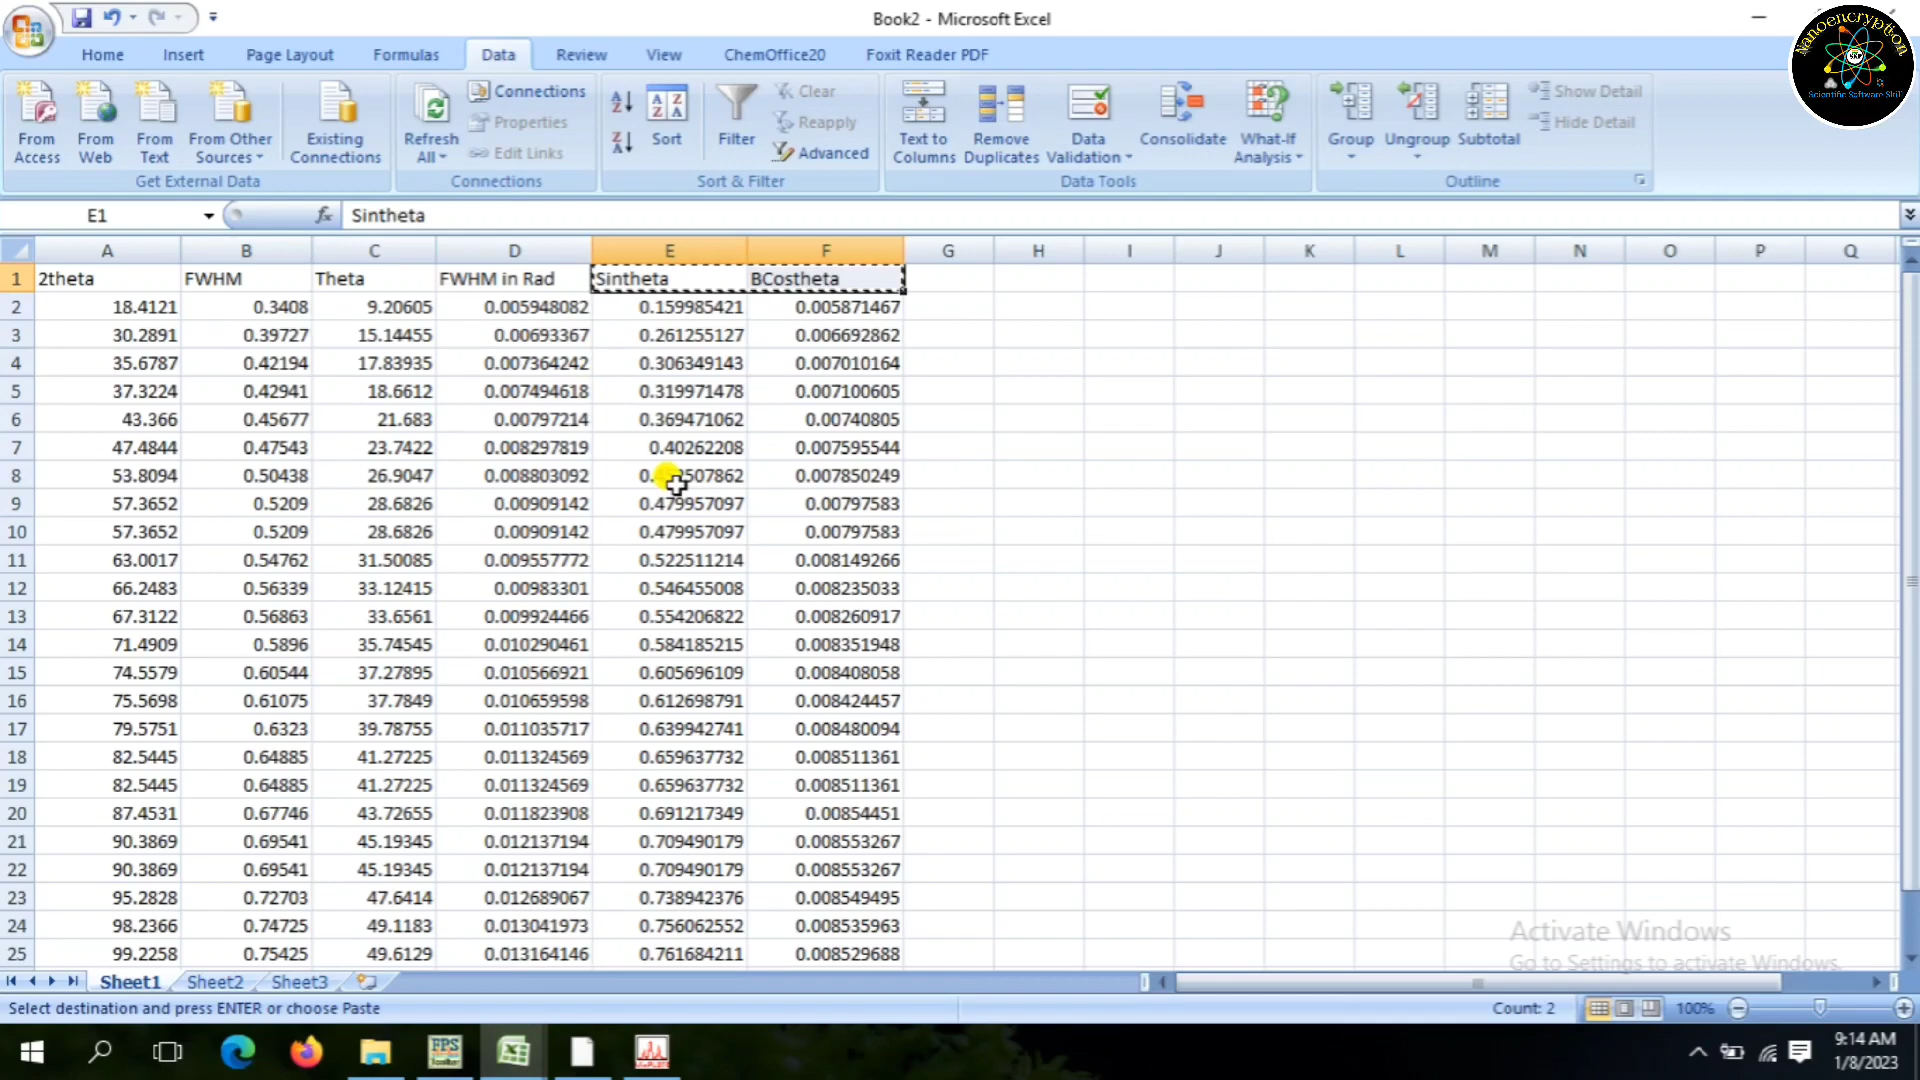 Book2 - Microsoft Excel
Nanoencryption
SKP
Scientific Software Skill
Home Insert Page Layout Formulas Data Review View ChemOffice20 Foxit Reader PDF
From Access From Web From Text From Other Sources Existing Connections Refresh All Connections Properties Edit Links Sort Filter Clear Reapply Advanced Text to Columns Remove Duplicates Data Validation Consolidate What-If Analysis Group Ungroup Subtotal Show Detail Hide Detail
Get External Data Connections Sort & Filter Data Tools Outline
E1 fx Sintheta
A B C D E F G H I J K L M N O P Q
1 2theta FWHM Theta FWHM in Rad Sintheta BCostheta
2 18.4121 0.3408 9.20605 0.005948082 0.159985421 0.005871467
3 30.2891 0.39727 15.14455 0.00693367 0.261255127 0.006692862
4 35.6787 0.42194 17.83935 0.007364242 0.306349143 0.007010164
5 37.3224 0.42941 18.6612 0.007494618 0.319971478 0.007100605
6 43.366 0.45677 21.683 0.00797214 0.369471062 0.00740805
7 47.4844 0.47543 23.7422 0.008297819 0.40262208 0.007595544
8 53.8094 0.50438 26.9047 0.008803092 0.007850249
9 57.3652 0.5209 28.6826 0.00909142 0.479957097 0.00797583
10 57.3652 0.5209 28.6826 0.00909142 0.479957097 0.00797583
11 63.0017 0.54762 31.50085 0.009557772 0.522511214 0.008149266
12 66.2483 0.56339 33.12415 0.00983301 0.546455008 0.008235033
13 67.3122 0.56863 33.6561 0.009924466 0.554206822 0.008260917
14 71.4909 0.5896 35.74545 0.010290461 0.584185215 0.008351948
15 74.5579 0.60544 37.27895 0.010566921 0.605696109 0.008408058
16 75.5698 0.61075 37.7849 0.010659598 0.612698791 0.008424457
17 79.5751 0.6323 39.78755 0.011035717 0.639942741 0.008480094
18 82.5445 0.64885 41.27225 0.011324569 0.659637732 0.008511361
19 82.5445 0.64885 41.27225 0.011324569 0.659637732 0.008511361
20 87.4531 0.67746 43.72655 0.011823908 0.691217349 0.00854451
21 90.3869 0.69541 45.19345 0.012137194 0.709490179 0.008553267
22 90.3869 0.69541 45.19345 0.012137194 0.709490179 0.008553267
23 95.2828 0.72703 47.6414 0.012689067 0.738942376 0.008549495
24 98.2366 0.74725 49.1183 0.013041973 0.756062552 0.008535963
25 99.2258 0.75425 49.6129 0.013164146 0.761684211 0.008529688
Activate Windows
Go to Settings to activate Windows.
Sheet1 Sheet2 Sheet3
Select destination and press ENTER or choose Paste Count: 2 100%
9:14 AM
1/8/2023